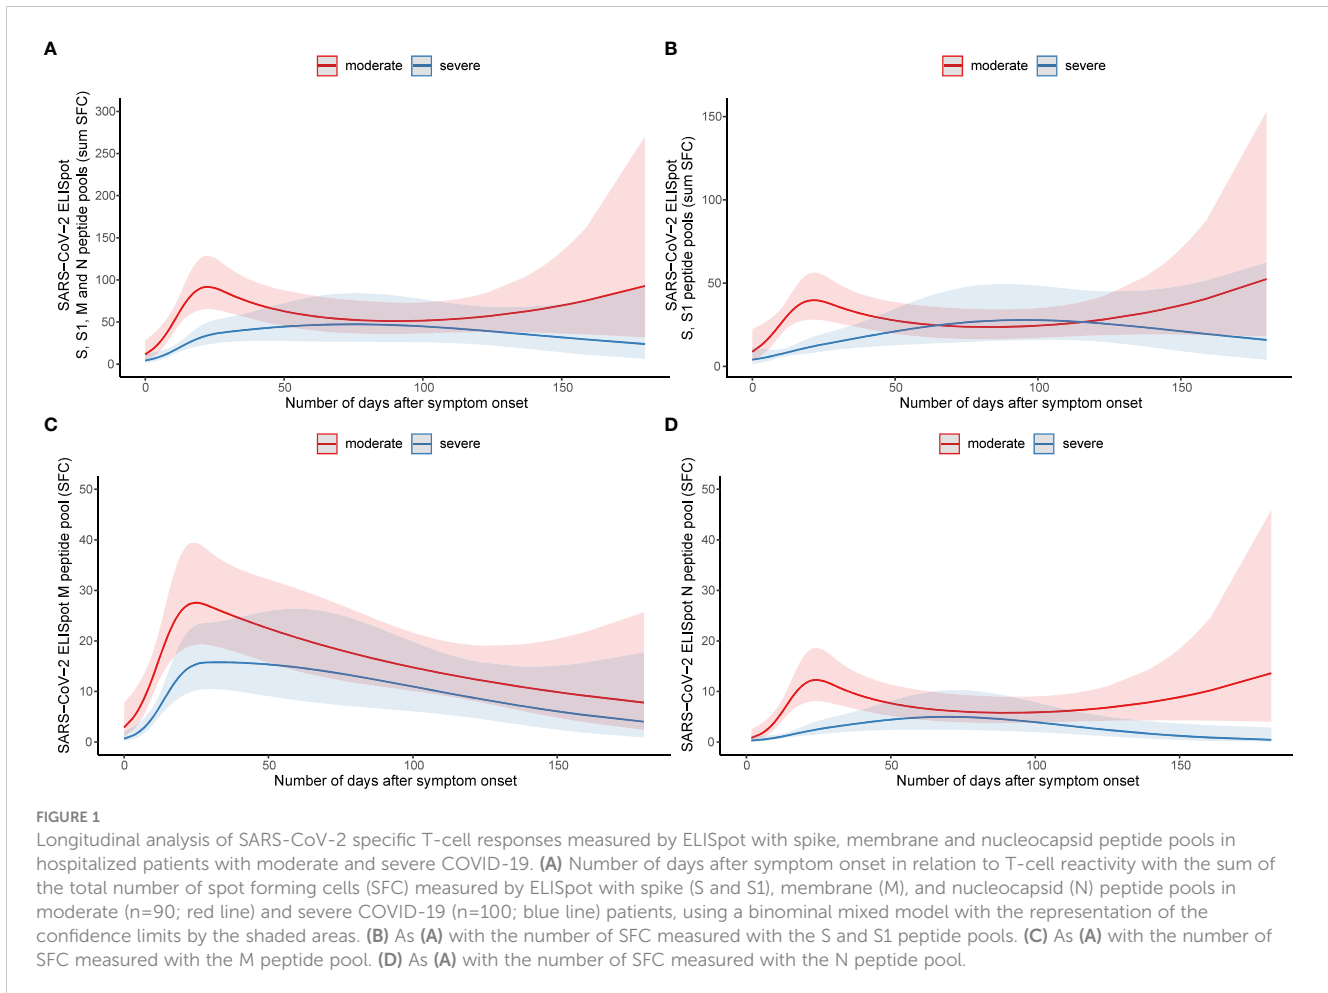 A
moderate
severe
SARS−CoV−2 ELISpot
S, S1, M and N peptide pools (sum SFC)
300
250
200
150
100
50
0
0
50
100
150
Number of days after symptom onset
B
moderate
severe
SARS−CoV−2 ELISpot
S, S1 peptide pools (sum SFC)
150
100
50
0
0
50
100
150
Number of days after symptom onset
C
moderate
severe
SARS−CoV−2 ELISpot M peptide pool (SFC)
50
40
30
20
10
0
0
50
100
150
Number of days after symptom onset
D
moderate
severe
SARS−CoV−2 ELISpot N peptide pool (SFC)
50
40
30
20
10
0
0
50
100
150
Number of days after symptom onset
FIGURE 1
Longitudinal analysis of SARS-CoV-2 specific T-cell responses measured by ELISpot with spike, membrane and nucleocapsid peptide pools in
hospitalized patients with moderate and severe COVID-19. (A) Number of days after symptom onset in relation to T-cell reactivity with the sum of
the total number of spot forming cells (SFC) measured by ELISpot with spike (S and S1), membrane (M), and nucleocapsid (N) peptide pools in
moderate (n=90; red line) and severe COVID-19 (n=100; blue line) patients, using a binominal mixed model with the representation of the
confidence limits by the shaded areas. (B) As (A) with the number of SFC measured with the S and S1 peptide pools. (C) As (A) with the number of
SFC measured with the M peptide pool. (D) As (A) with the number of SFC measured with the N peptide pool.